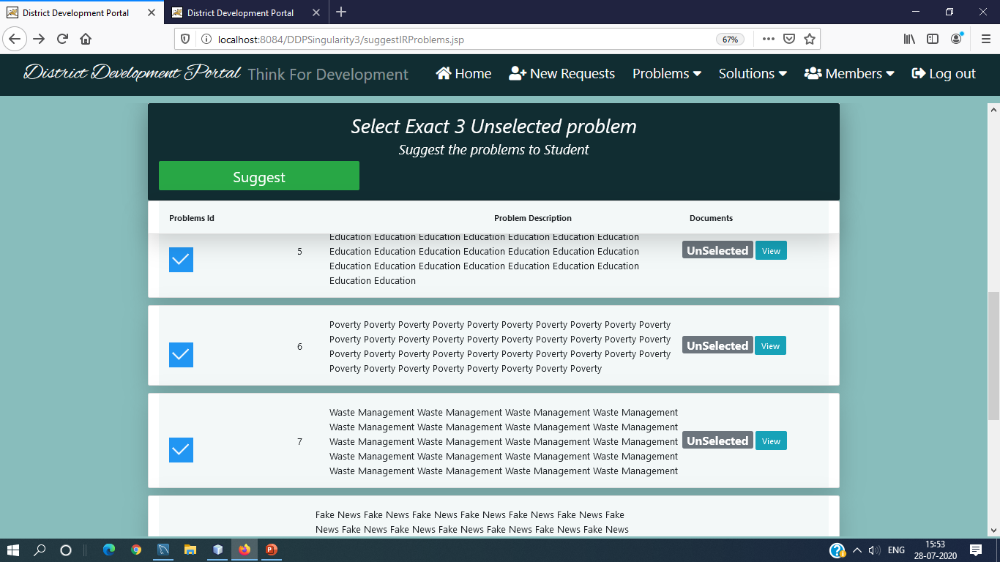 District Development Portal
District Development Portal
localhost:8084/DDPSingularity3/suggestIRProblems.jsp
67%
District Development Portal Think For Development Home New Requests Problems Solutions Members Log out
Select Exact 3 Unselected problem
Suggest the problems to Student
Suggest
Problems Id Problem Description Documents
Education Education Education Education Education Education Education
5 Education Education Education Education Education Education Education UnSelected View
Education Education Education Education Education Education Education
Education Education
Poverty Poverty Poverty Poverty Poverty Poverty Poverty Poverty Poverty Poverty
6 Poverty Poverty Poverty Poverty Poverty Poverty Poverty Poverty Poverty Poverty UnSelected View
Poverty Poverty Poverty Poverty Poverty Poverty Poverty Poverty Poverty Poverty
Poverty Poverty Poverty Poverty Poverty Poverty Poverty Poverty
Waste Management Waste Management Waste Management Waste Management
Waste Management Waste Management Waste Management Waste Management
7 Waste Management Waste Management Waste Management Waste Management UnSelected View
Waste Management Waste Management Waste Management Waste Management
Waste Management Waste Management Waste Management Waste Management
Fake News Fake News Fake News Fake News Fake News Fake News Fake
News Fake News Fake News Fake News Fake News Fake News Fake News
ENG 15:53
28-07-2020